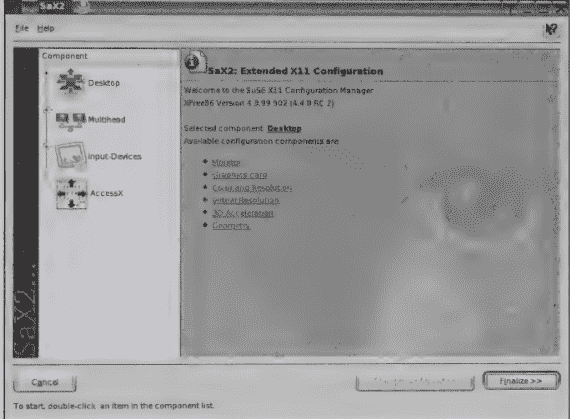 SaX2
File Help
Component
Desktop
Multihead
Input-Devices
AccessX
SaX2: Extended X11 Configuration
Welcome to the SuSE X11 Configuration Manager
XFree86 Version 4.3.99.902 (4.4.0 RC 2)
Selected component Desktop
Available configuration components are
Monitor
Graphics Card
Color and Resolution
Virtual Resolution
3D Acceleration
Geometry
SaX2...
Cancel
Finalize >>
To start, double-click an item in the component list.